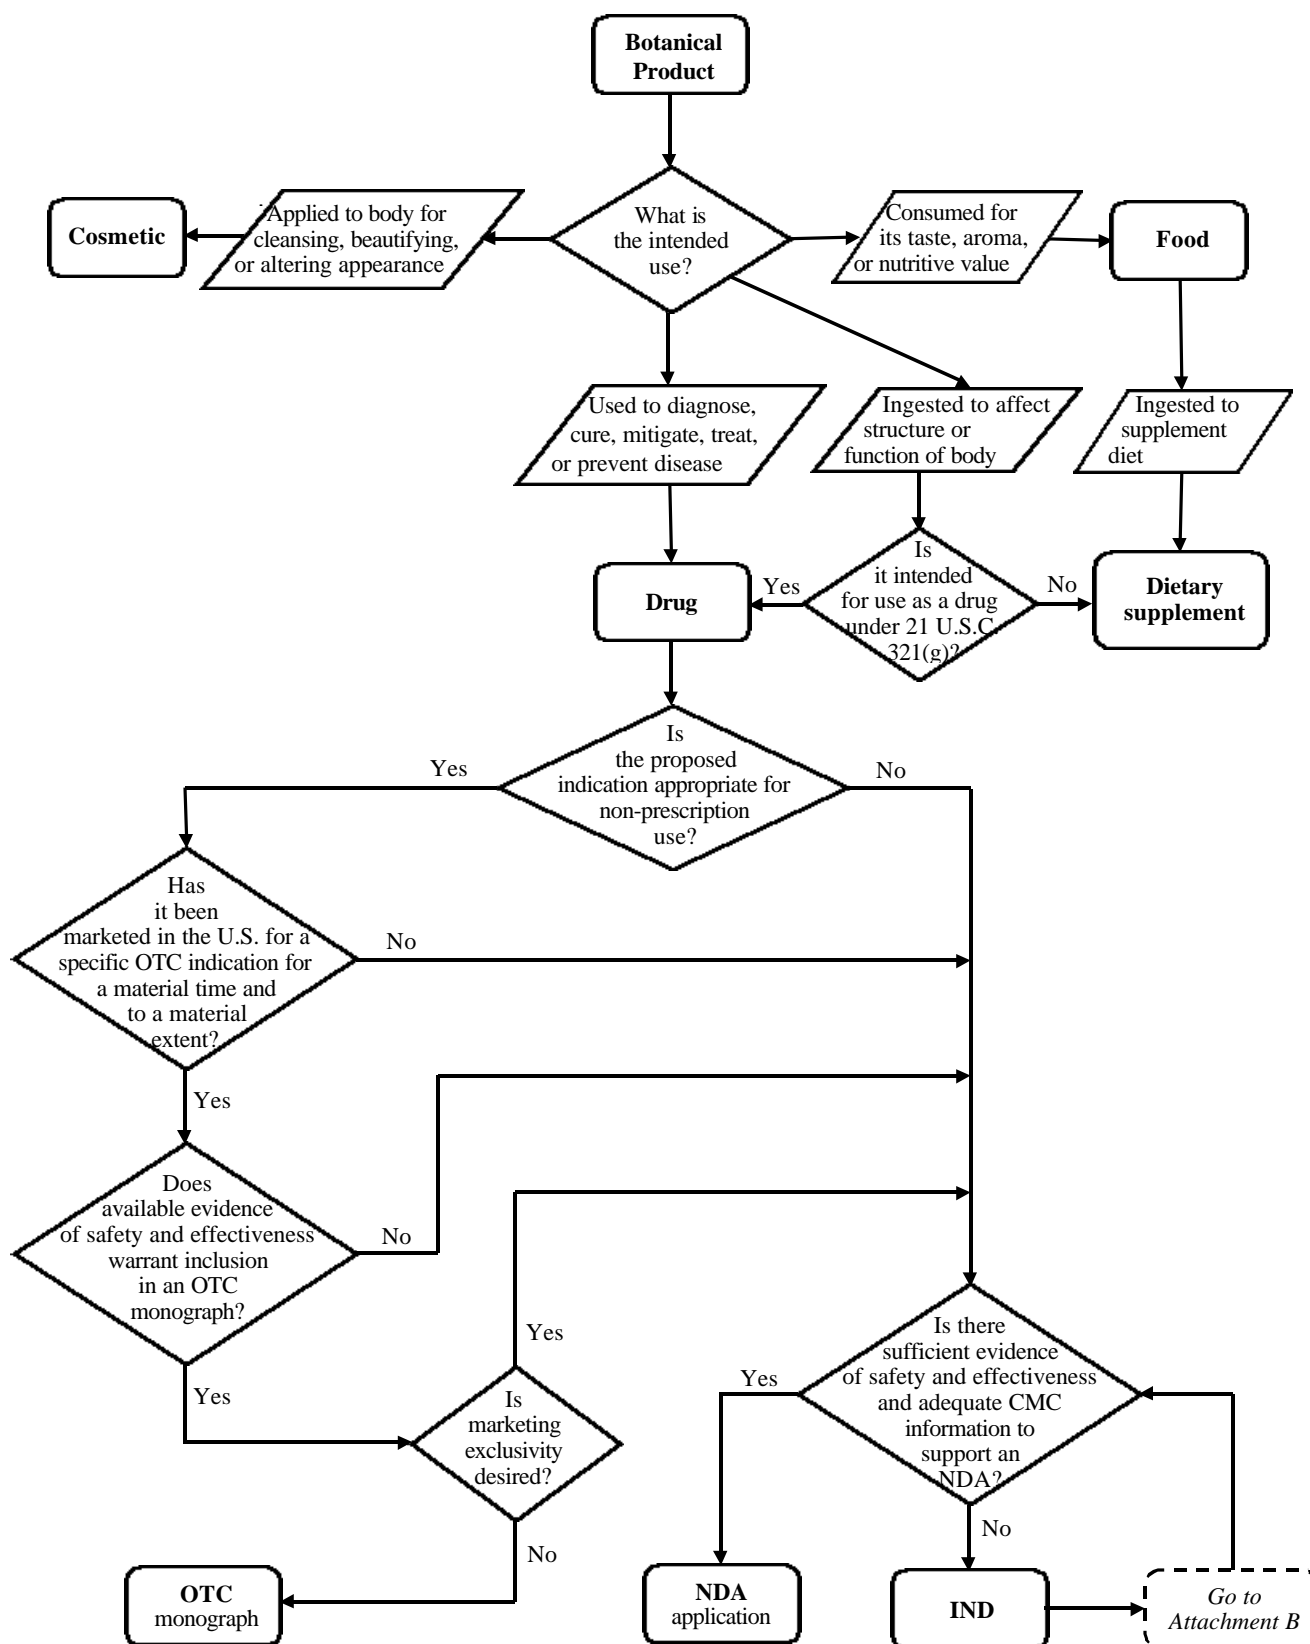 Botanical
Product
Cosmetic
Applied to body for
cleansing, beautifying,
or altering appearance
What is
the intended
use?
Consumed for
its taste, aroma,
or nutritive value
Food
Used to diagnose,
cure, mitigate, treat,
or prevent disease
Ingested to affect
structure or
function of body
Ingested to
supplement
diet
Drug
Yes
Is
it intended
for use as a drug
under 21 U.S.C.
321(g)?
No
Dietary
supplement
Yes
Is
the proposed
indication appropriate for
non-prescription
use?
No
Has
it been
marketed in the U.S. for a
specific OTC indication for
a material time and
to a material
extent?
No
Yes
Does
available evidence
of safety and effectiveness
warrant inclusion
in an OTC
monograph?
No
Yes
Yes
Is
marketing
exclusivity
desired?
No
Yes
Is there
sufficient evidence
of safety and effectiveness
and adequate CMC
information to
support an
NDA?
No
OTC
monograph
NDA
application
IND
Go to
Attachment B